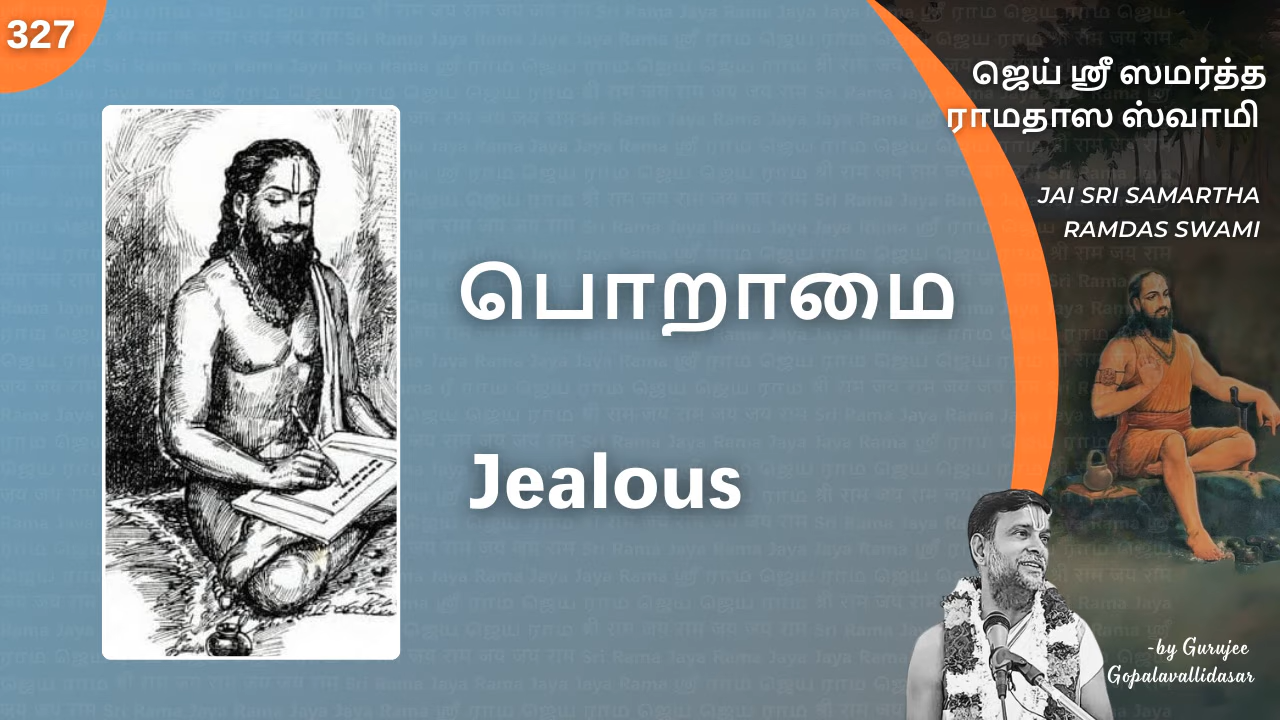 327
ஜெய் ஸ்ரீ ஸமர்த்த
ராமதாஸ ஸ்வாமி
JAI SRI SAMARTHA
RAMDAS SWAMI
பொறாமை
Jealous
-by Gurujee
Gopalavallidasar